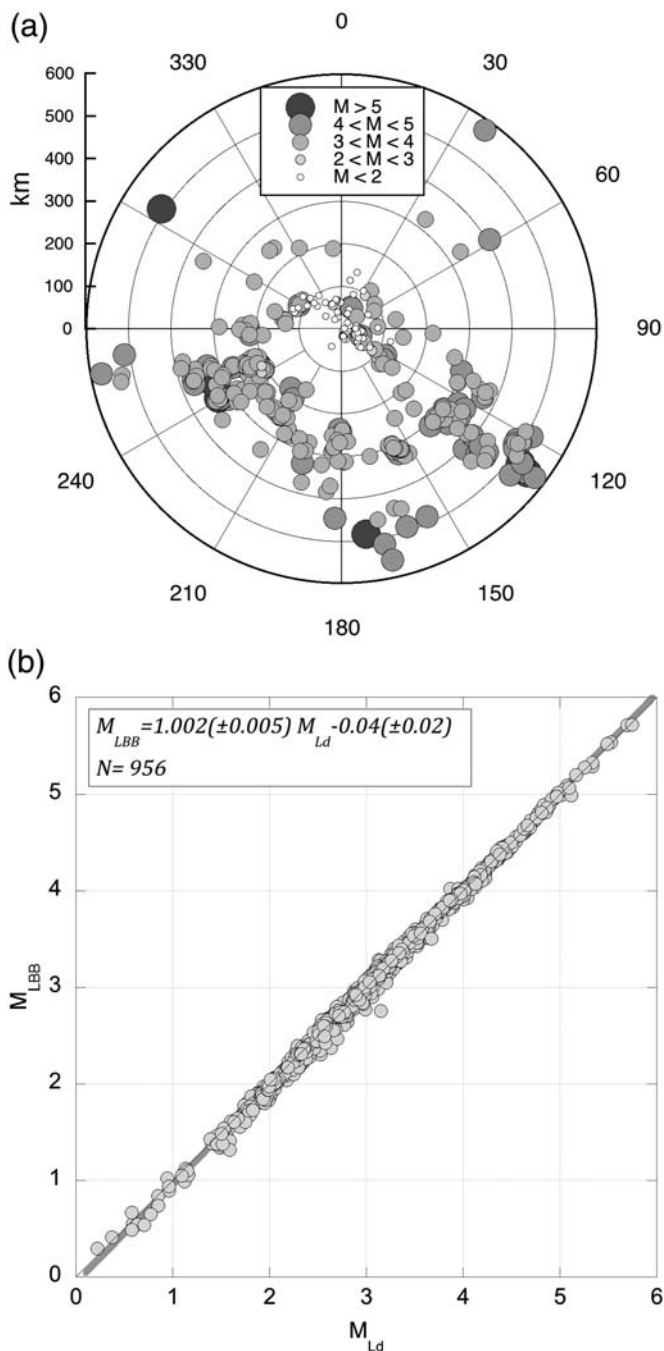 (a)
0
30
60
90
120
150
180
210
240
330
600
500
400
300
200
100
0
km
M > 5
4 < M < 5
3 < M < 4
2 < M < 3
M < 2
(b)
6
5
4
3
2
1
0
M_LBB
M_LBB=1.002(±0.005) M_Ld-0.04(±0.02)
N= 956
0 1 2 3 4 5 6
M_Ld